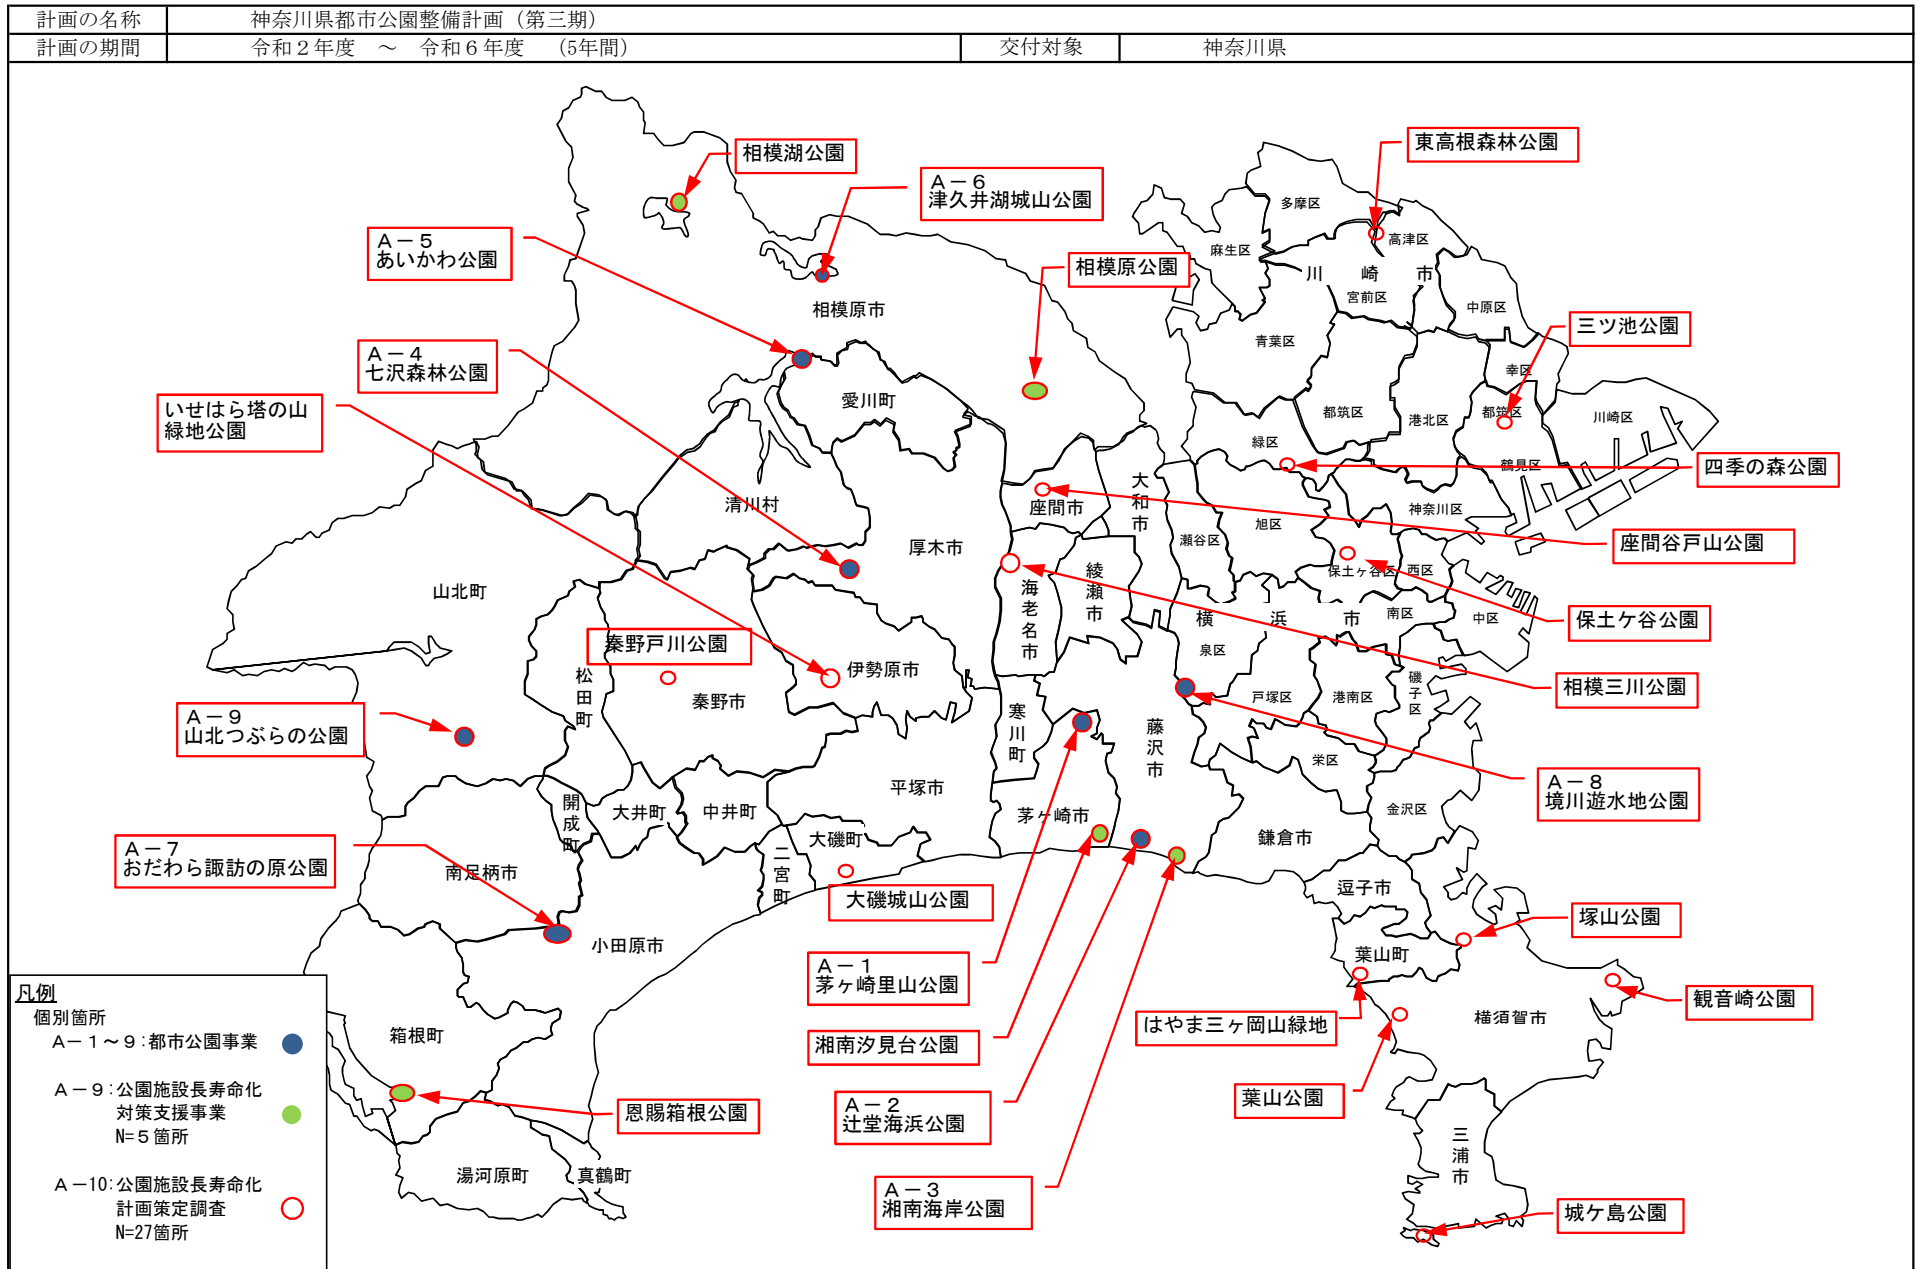 計画の名称 神奈川県都市公園整備計画（第三期）
計画の期間 令和２年度　～　令和６年度　（5年間） 交付対象 神奈川県
相模湖公園
Ａ－６
津久井湖城山公園
東高根森林公園
Ａ－５
あいかわ公園
相模原公園
三ツ池公園
Ａ－４
七沢森林公園
いせはら塔の山
緑地公園
四季の森公園
座間谷戸山公園
保土ケ谷公園
相模三川公園
秦野戸川公園
Ａ－９
山北つぶらの公園
Ａ－８
境川遊水地公園
Ａ－７
おだわら諏訪の原公園
大磯城山公園
塚山公園
Ａ－１
茅ヶ崎里山公園
観音崎公園
はやま三ヶ岡山緑地
湘南汐見台公園
葉山公園
恩賜箱根公園
Ａ－２
辻堂海浜公園
Ａ－３
湘南海岸公園
城ケ島公園
多摩区
高津区
麻生区
川崎市
宮前区
中原区
相模原市
青葉区
幸区
愛川町
都筑区
港北区
都筑区
川崎区
緑区
鶴見区
清川村
座間市
大和市
神奈川区
旭区
瀬谷区
厚木市
保土ヶ谷区
西区
綾瀬市
海老名市
山北町
横浜市
南区
中区
泉区
伊勢原市
松田町
秦野市
戸塚区
港南区
磯子区
寒川町
藤沢市
栄区
平塚市
開成町
大井町
中井町
茅ヶ崎市
金沢区
大磯町
二宮町
鎌倉市
南足柄市
逗子市
小田原市
葉山町
横須賀市
箱根町
湯河原町
真鶴町
三浦市
凡例
個別箇所
Ａ－１～９：都市公園事業
Ａ－９：公園施設長寿命化
対策支援事業
N=５箇所
Ａ－10：公園施設長寿命化
計画策定調査
N=27箇所